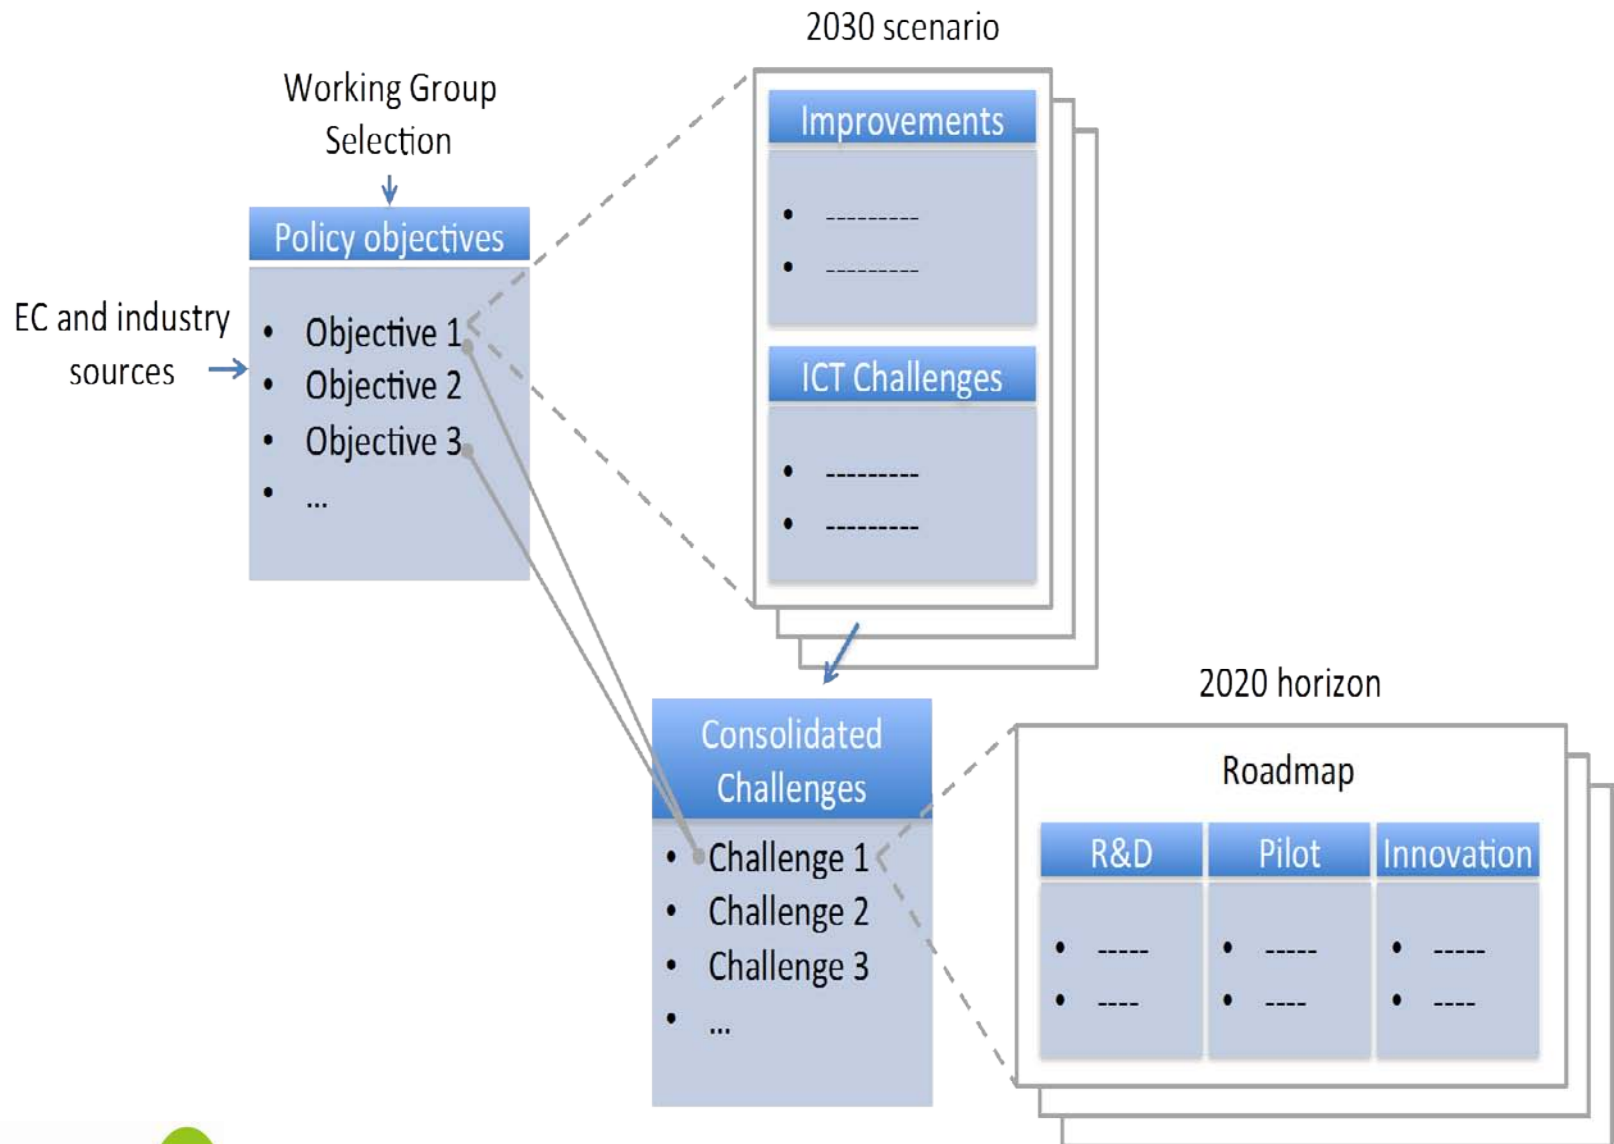 2030 scenario
Working Group
Selection
Improvements
• ---------
• ---------
Policy objectives
EC and industry
sources
• Objective 1
• Objective 2
• Objective 3
• ...
ICT Challenges
• ---------
• ---------
2020 horizon
Consolidated
Challenges
• Challenge 1
• Challenge 2
• Challenge 3
• ...
Roadmap
R&D
• -----
• ----
Pilot
• -----
• ----
Innovation
• -----
• ----